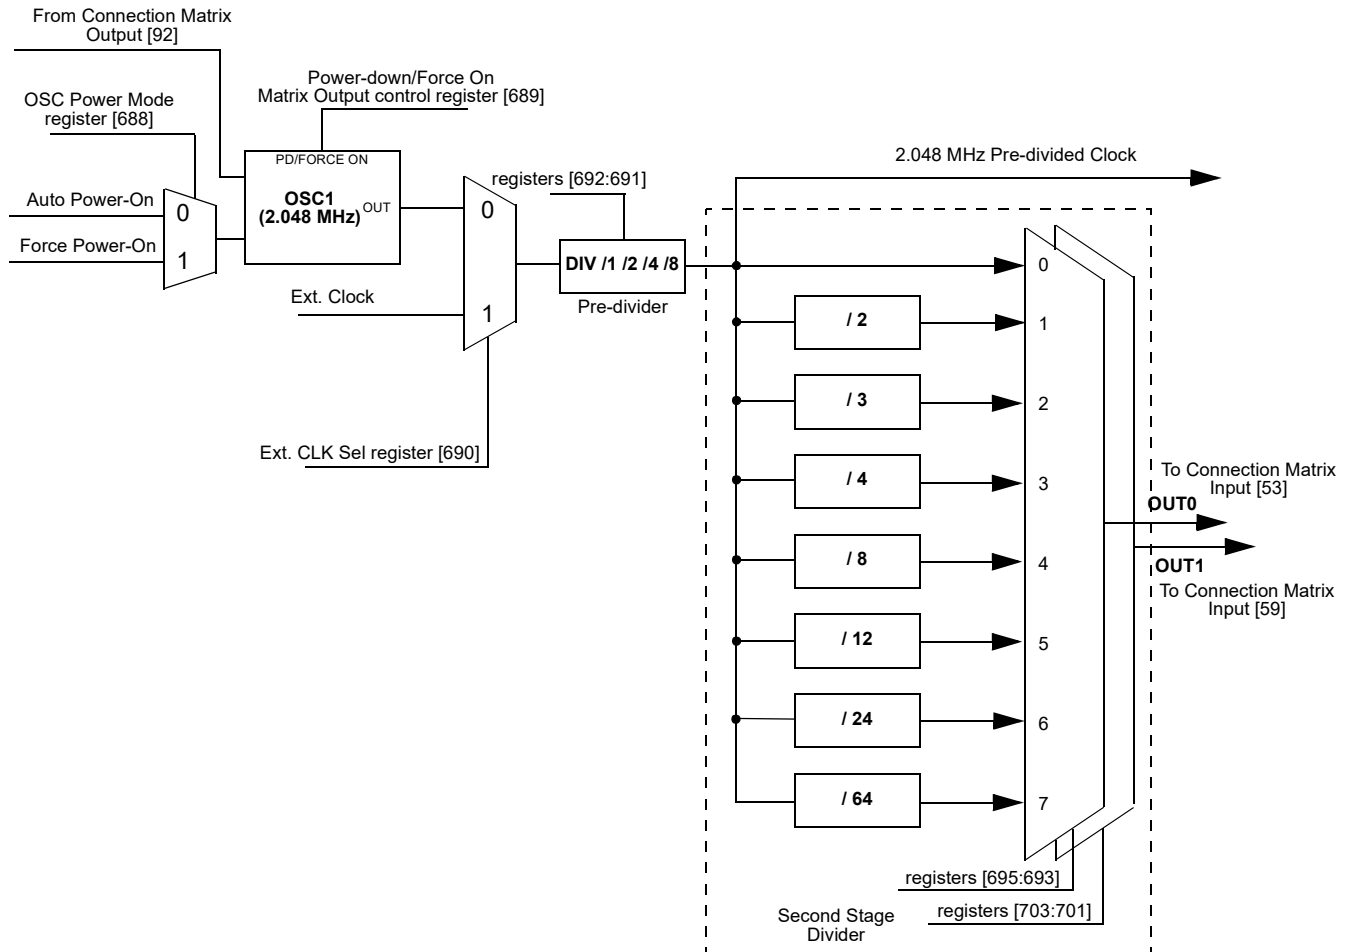 From Connection Matrix
Output [92]
Power-down/Force On
Matrix Output control register [689]
OSC Power Mode
register [688]
PD/FORCE ON
OSC1
(2.048 MHz)
OUT
Auto Power-On
0
Force Power-On
1
registers [692:691]
0
1
DIV /1 /2 /4 /8
Pre-divider
Ext. Clock
Ext. CLK Sel register [690]
2.048 MHz Pre-divided Clock
0
/ 2
1
/ 3
2
/ 4
3
/ 8
4
/ 12
5
/ 24
6
/ 64
7
To Connection Matrix
Input [53]
OUT0
OUT1
To Connection Matrix
Input [59]
registers [695:693]
registers [703:701]
Second Stage
Divider